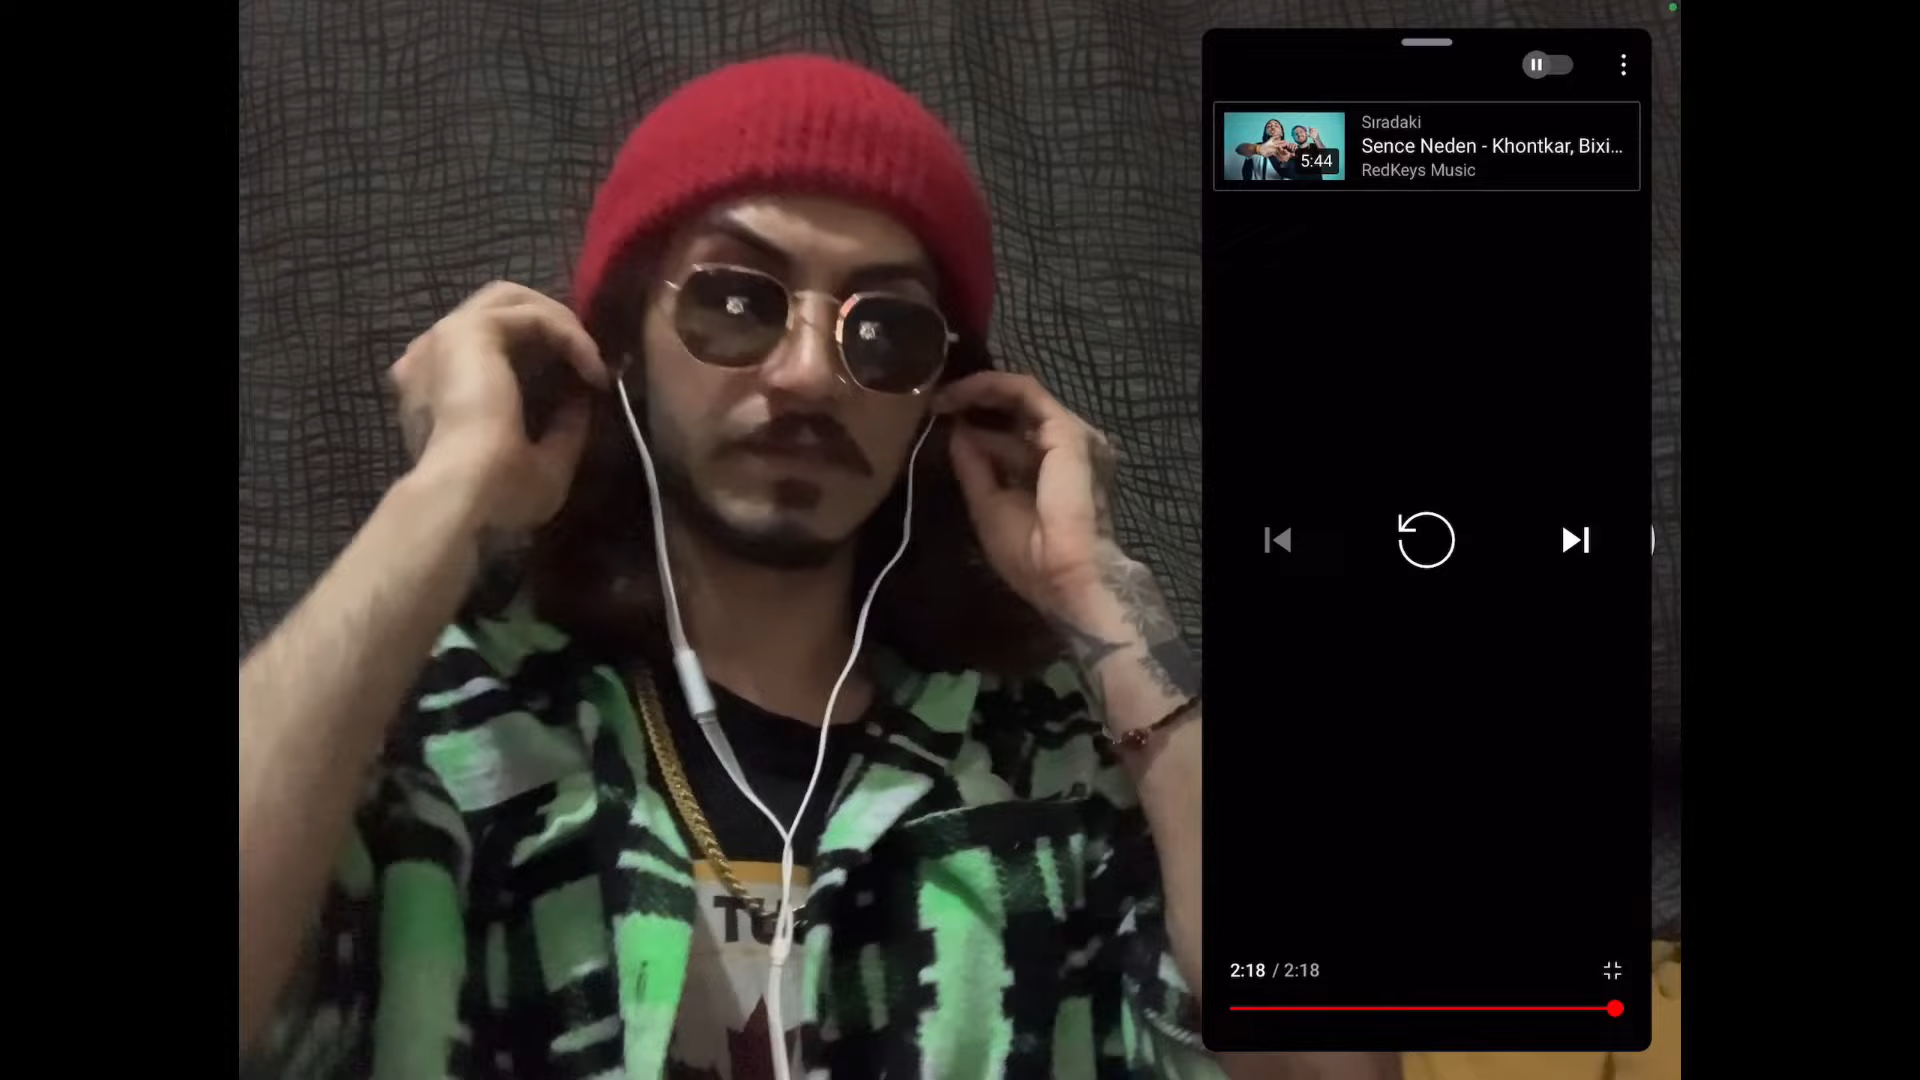 Sıradaki
Sence Neden - Khontkar, Bixi...
RedKeys Music
5:44
2:18 / 2:18